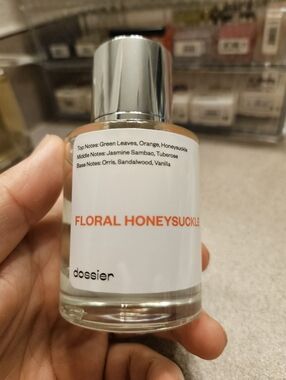 Top Notes: Green Leaves, Orange, Honeysuckle
Middle Notes: Jasmine Sambac, Tuberose
Base Notes: Orris, Sandalwood, Vanilla
FLORAL HONEYSUCKLE
dossier